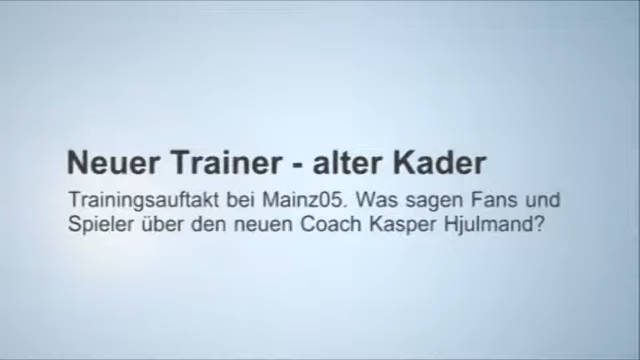 Neuer Trainer - alter Kader
Trainingsauftakt bei Mainz05. Was sagen Fans und
Spieler über den neuen Coach Kasper Hjulmand?